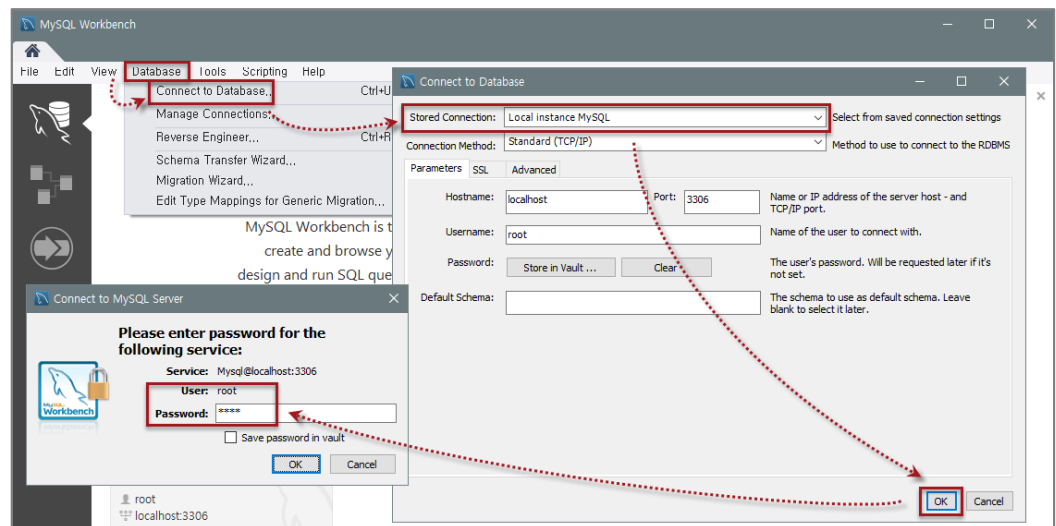 MySQL Workbench
File Edit View Database Tools Scripting Help
Connect to Database... Ctrl+U
Manage Connections...
Reverse Engineer... Ctrl+R
Schema Transfer Wizard...
Migration Wizard...
Edit Type Mappings for Generic Migration...
MySQL Workbench is t
create and browse y
design and run SQL que
Connect to Database
Stored Connection: Local instance MySQL Select from saved connection settings
Connection Method: Standard (TCP/IP) Method to use to connect to the RDBMS
Parameters SSL Advanced
Hostname: localhost Port: 3306 Name or IP address of the server host - and
TCP/IP port.
Username: root Name of the user to connect with.
Password: Store in Vault ... Clear The user's password. Will be requested later if it's
not set.
Default Schema: The schema to use as default schema. Leave
blank to select it later.
OK Cancel
Connect to MySQL Server
Please enter password for the
following service:
Service: Mysql@localhost:3306
User: root
Password: ****
Save password in vault
OK Cancel
MySQL
Workbench
root
localhost:3306